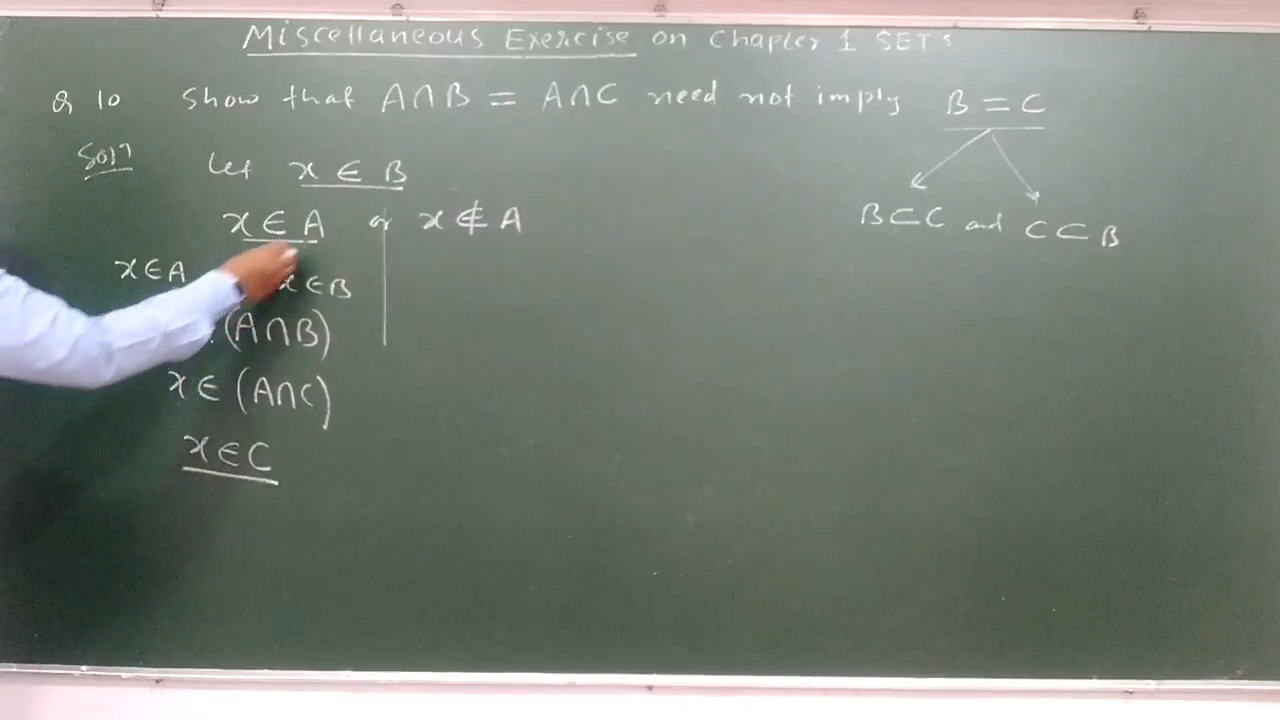 Miscellaneous Exercise on Chapter 1 SETs
Q 10 Show that A∩B = A∩C need not imply B = C
Soln Let x ∈ B
B⊂C and C⊂B
x∈A or x∉A
x∈A x∈B
(A∩B)
x∈(A∩C)
x∈C